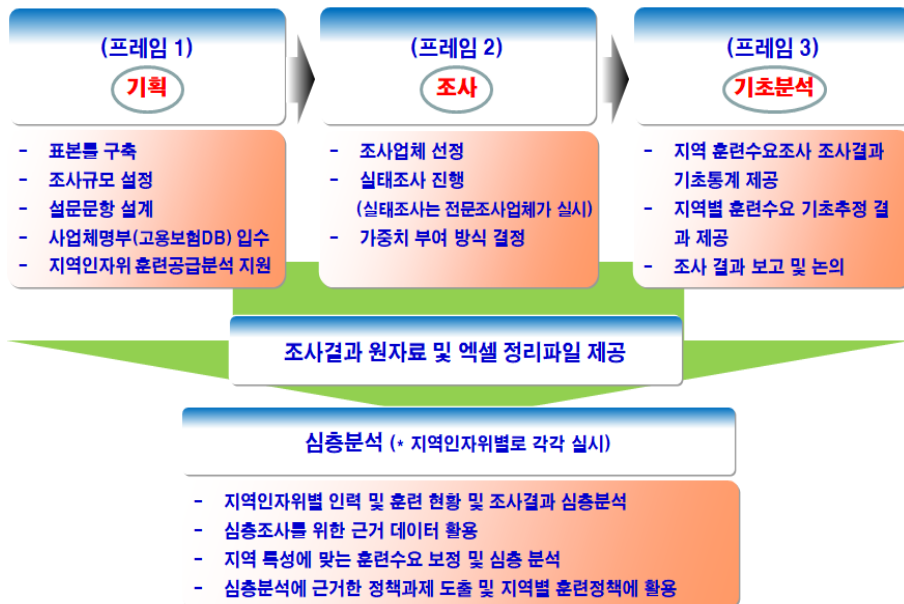 (프레임 1)
기획
- 표본틀 구축
- 조사규모 설정
- 설문문항 설계
- 사업체명부(고용보험DB) 입수
- 지역인자위 훈련공급분석 지원
(프레임 2)
조사
- 조사업체 선정
- 실태조사 진행
(실태조사는 전문조사업체가 실시)
- 가중치 부여 방식 결정
(프레임 3)
기초분석
- 지역 훈련수요조사 조사결과
기초통계 제공
- 지역별 훈련수요 기초추정 결
과 제공
- 조사 결과 보고 및 논의
조사결과 원자료 및 엑셀 정리파일 제공
심층분석 (* 지역인자위별로 각각 실시)
- 지역인자위별 인력 및 훈련 현황 및 조사결과 심층분석
- 심층조사를 위한 근거 데이터 활용
- 지역 특성에 맞는 훈련수요 보정 및 심층 분석
- 심층분석에 근거한 정책과제 도출 및 지역별 훈련정책에 활용